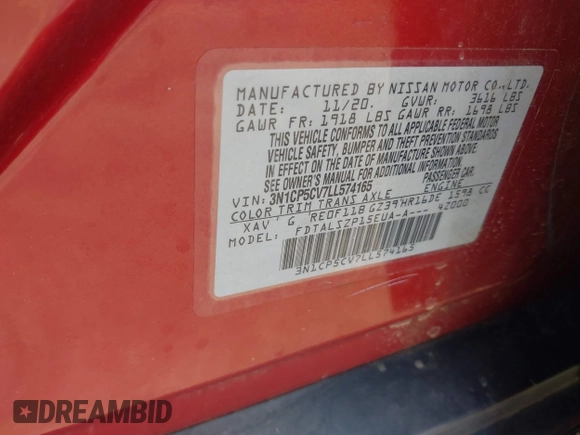 MANUFACTURED BY NISSAN MOTOR CO.,LTD.
DATE: 11/20. GVWR: 3616 LBS
GAWR FR: 1918 LBS GAWR RR: 1698 LBS
THIS VEHICLE CONFORMS TO ALL APPLICABLE FEDERAL MOTOR
VEHICLE SAFETY, BUMPER AND THEFT PREVENTION STANDARDS
IN EFFECT ON THE DATE OF MANUFACTURE SHOWN ABOVE.
SEE OWNER'S MANUAL OR
VIN: 3N1CP5CV7LL574165 PASSENGER CAR.
COLOR TRIM TRANS AXLE ENGINE
XAV' G 'RE0F11B GZ39'HR16DE 1598 CC
MODEL: FDTALSZP15EUA-A--- 42000
3N1CP5CV7LL574165
DREAMBID